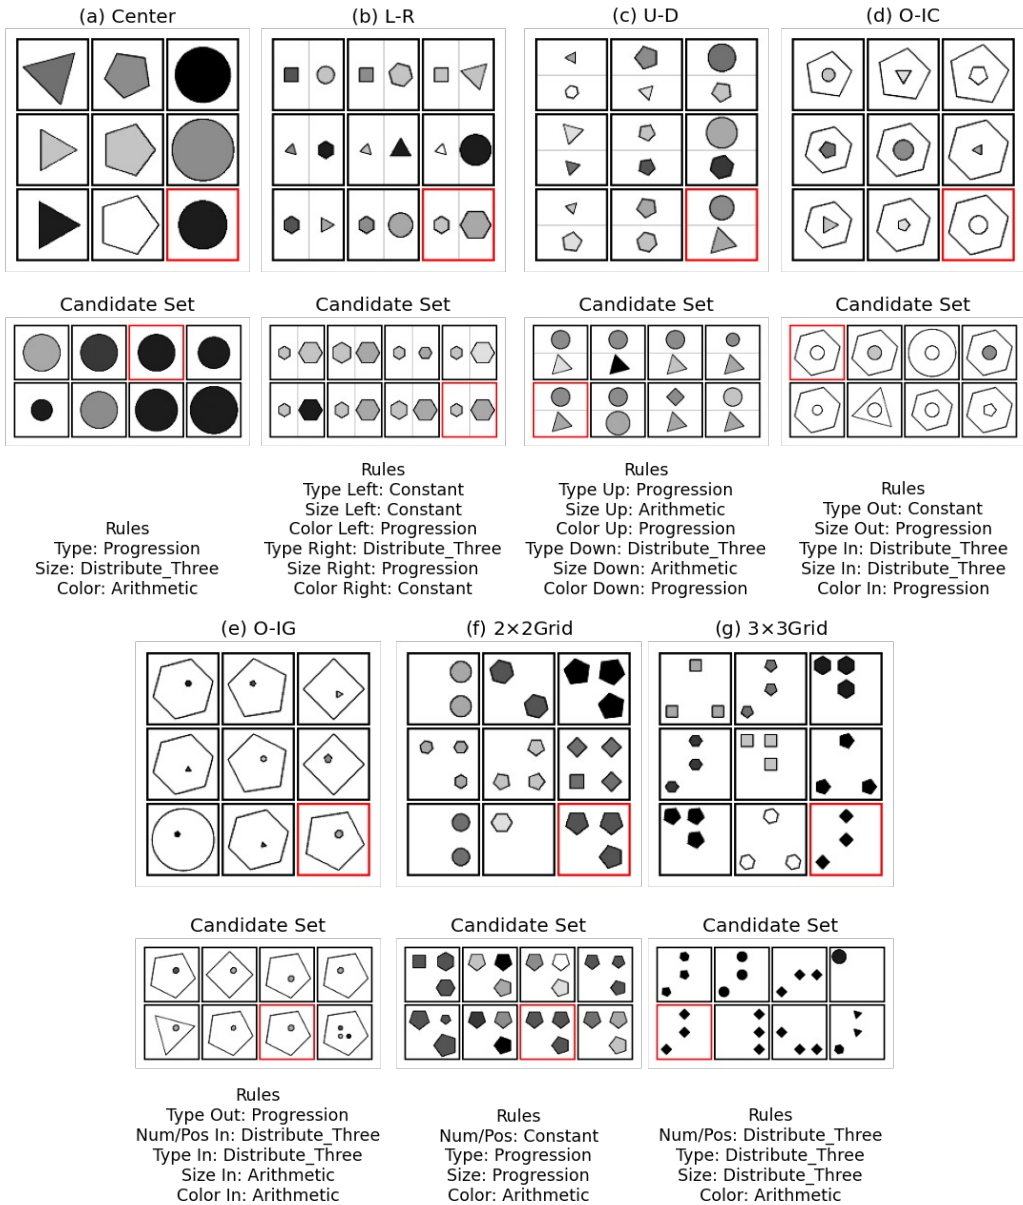 (a) Center
(b) L-R
(c) U-D
(d) O-IC
Candidate Set
Candidate Set
Candidate Set
Candidate Set
Rules
Type: Progression
Size: Distribute_Three
Color: Arithmetic
Rules
Type Left: Constant
Size Left: Constant
Color Left: Progression
Type Right: Distribute_Three
Size Right: Progression
Color Right: Constant
Rules
Type Up: Progression
Size Up: Arithmetic
Color Up: Progression
Type Down: Distribute_Three
Size Down: Arithmetic
Color Down: Progression
Rules
Type Out: Constant
Size Out: Progression
Type In: Distribute_Three
Size In: Distribute_Three
Color In: Progression
(e) O-IG
(f) 2×2Grid
(g) 3×3Grid
Candidate Set
Candidate Set
Candidate Set
Rules
Type Out: Progression
Num/Pos In: Distribute_Three
Type In: Distribute_Three
Size In: Arithmetic
Color In: Arithmetic
Rules
Num/Pos: Constant
Type: Progression
Size: Progression
Color: Arithmetic
Rules
Num/Pos: Distribute_Three
Type: Distribute_Three
Size: Distribute_Three
Color: Arithmetic